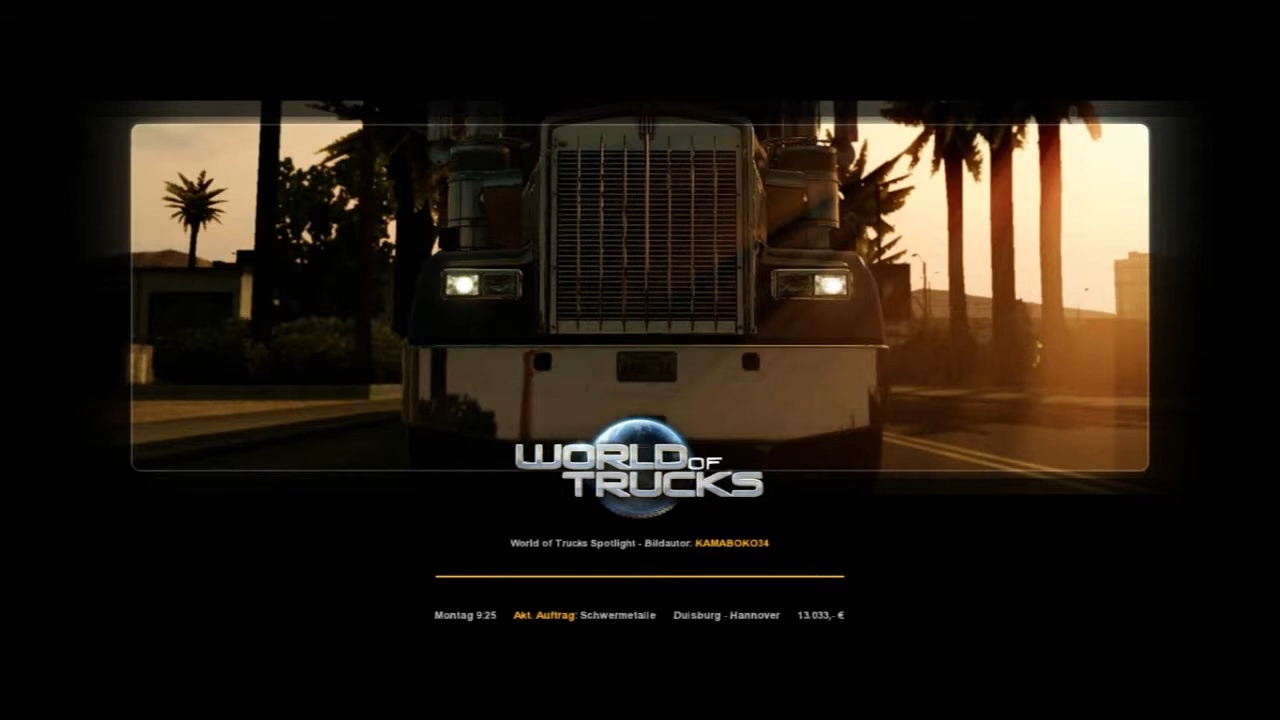 WORLD OF
TRUCKS
World of Trucks Spotlight - Bildautor: KAMABOKO34
Montag 9:25 Akt. Auftrag: Schwermetalle Duisburg - Hannover 13.033,- €